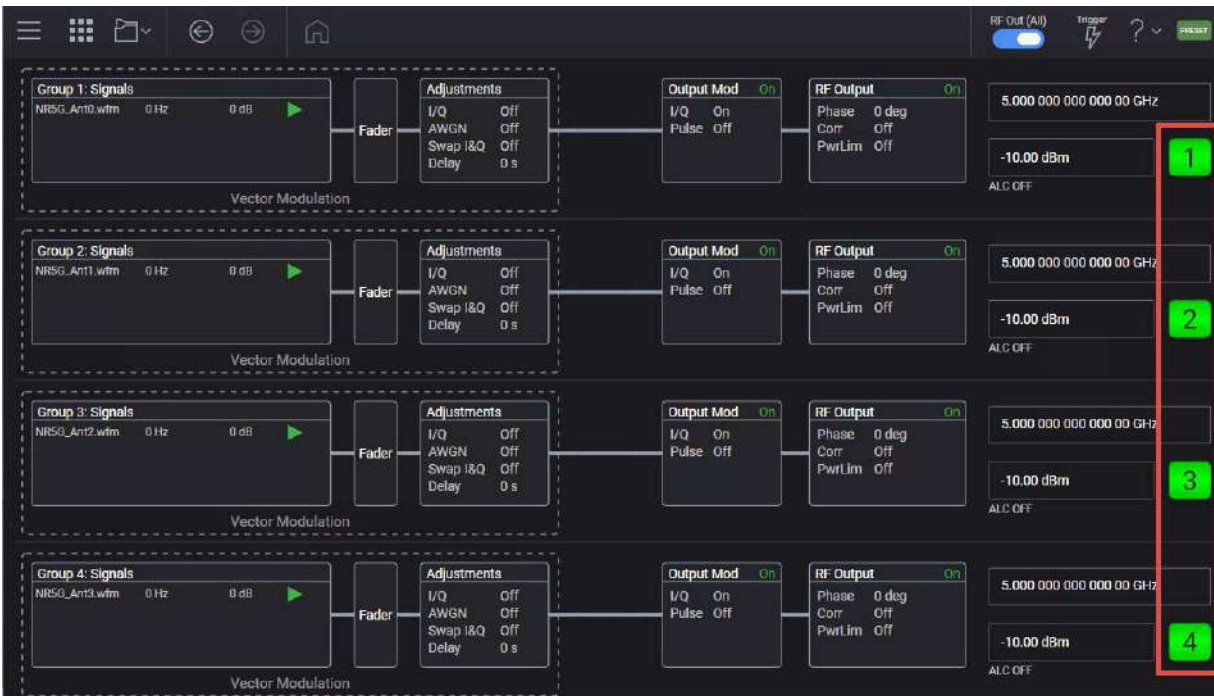 RF Out (All) Trigger ? PRESET
Group 1: Signals
NR5G_Ant0.wfm 0 Hz 0 dB
Fader
Adjustments
I/Q Off
AWGN Off
Swap I&Q Off
Delay 0 s
Vector Modulation
Output Mod On
I/Q On
Pulse Off
RF Output On
Phase 0 deg
Corr Off
PwrLim Off
5.000 000 000 000 00 GHz
-10.00 dBm
ALC OFF
1
Group 2: Signals
NR5G_Ant1.wfm 0 Hz 0 dB
Fader
Adjustments
I/Q Off
AWGN Off
Swap I&Q Off
Delay 0 s
Vector Modulation
Output Mod On
I/Q On
Pulse Off
RF Output On
Phase 0 deg
Corr Off
PwrLim Off
5.000 000 000 000 00 GHz
-10.00 dBm
ALC OFF
2
Group 3: Signals
NR5G_Ant2.wfm 0 Hz 0 dB
Fader
Adjustments
I/Q Off
AWGN Off
Swap I&Q Off
Delay 0 s
Vector Modulation
Output Mod On
I/Q On
Pulse Off
RF Output On
Phase 0 deg
Corr Off
PwrLim Off
5.000 000 000 000 00 GHz
-10.00 dBm
ALC OFF
3
Group 4: Signals
NR5G_Ant3.wfm 0 Hz 0 dB
Fader
Adjustments
I/Q Off
AWGN Off
Swap I&Q Off
Delay 0 s
Vector Modulation
Output Mod On
I/Q On
Pulse Off
RF Output On
Phase 0 deg
Corr Off
PwrLim Off
5.000 000 000 000 00 GHz
-10.00 dBm
ALC OFF
4